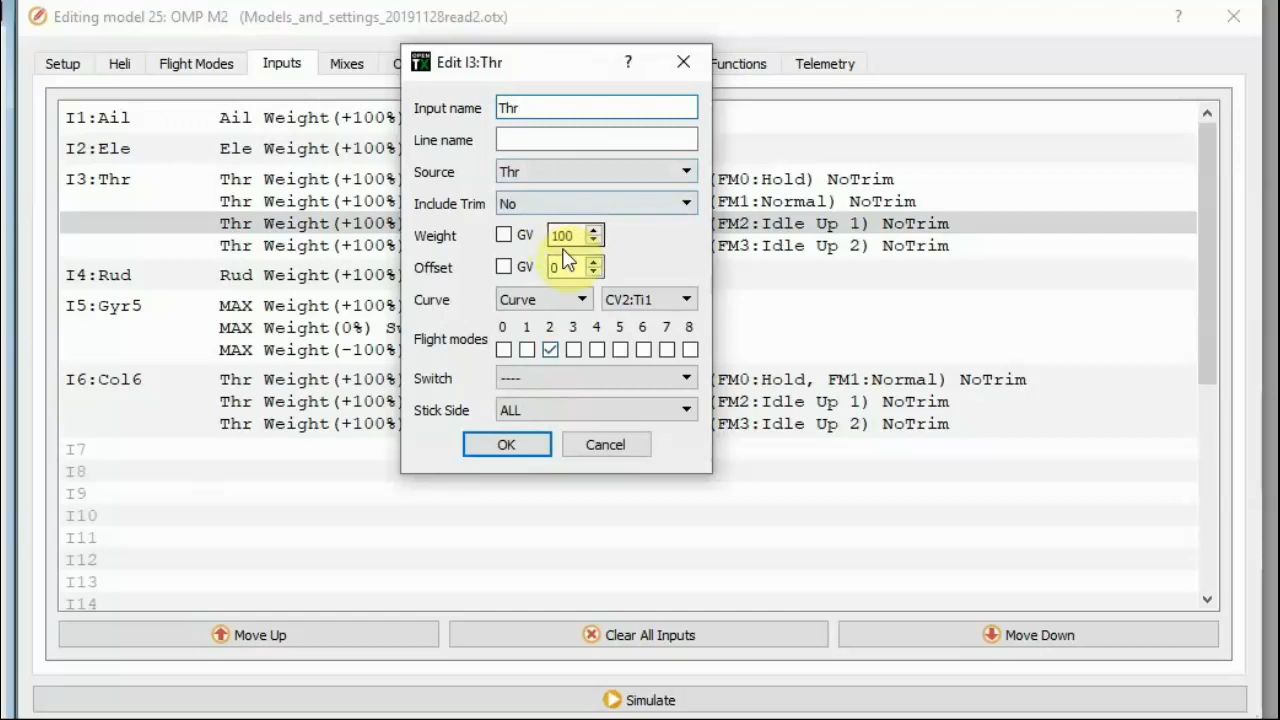 Editing model 25: OMP M2 (Models_and_settings_20191128read2.otx)
?
Setup Heli Flight Modes Inputs Mixes Functions Telemetry
OPEN TX Edit I3:Thr ?
Input name Thr
Line name
Source Thr
Include Trim No
Weight GV 100
Offset GV 0
Curve Curve CV2:Ti1
Flight modes 0 1 2 3 4 5 6 7 8
Switch ----
Stick Side ALL
OK Cancel
I1:Ail Ail Weight(+100%)
I2:Ele Ele Weight(+100%)
I3:Thr Thr Weight(+100%) (FM0:Hold) NoTrim
Thr Weight(+100%) (FM1:Normal) NoTrim
Thr Weight(+100%) (FM2:Idle Up 1) NoTrim
Thr Weight(+100%) (FM3:Idle Up 2) NoTrim
I4:Rud Rud Weight(+100%)
I5:Gyr5 MAX Weight(+100%)
MAX Weight(0%)
MAX Weight(-100%)
I6:Col6 Thr Weight(+100%) (FM0:Hold, FM1:Normal) NoTrim
Thr Weight(+100%) (FM2:Idle Up 1) NoTrim
Thr Weight(+100%) (FM3:Idle Up 2) NoTrim
I7
I8
I9
I10
I11
I12
I13
I14
Move Up Clear All Inputs Move Down
Simulate